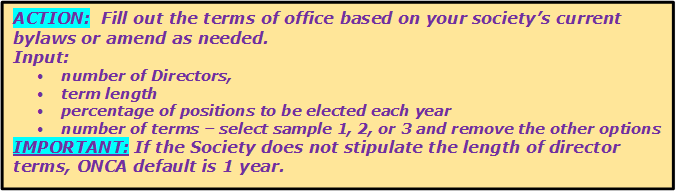 ACTION:  Fill out the terms of office based on your society’s current
bylaws or amend as needed.
Input:
• number of Directors,
• term length
• percentage of positions to be elected each year
• number of terms – select sample 1, 2, or 3 and remove the other options
IMPORTANT: If the Society does not stipulate the length of director
terms, ONCA default is 1 year.